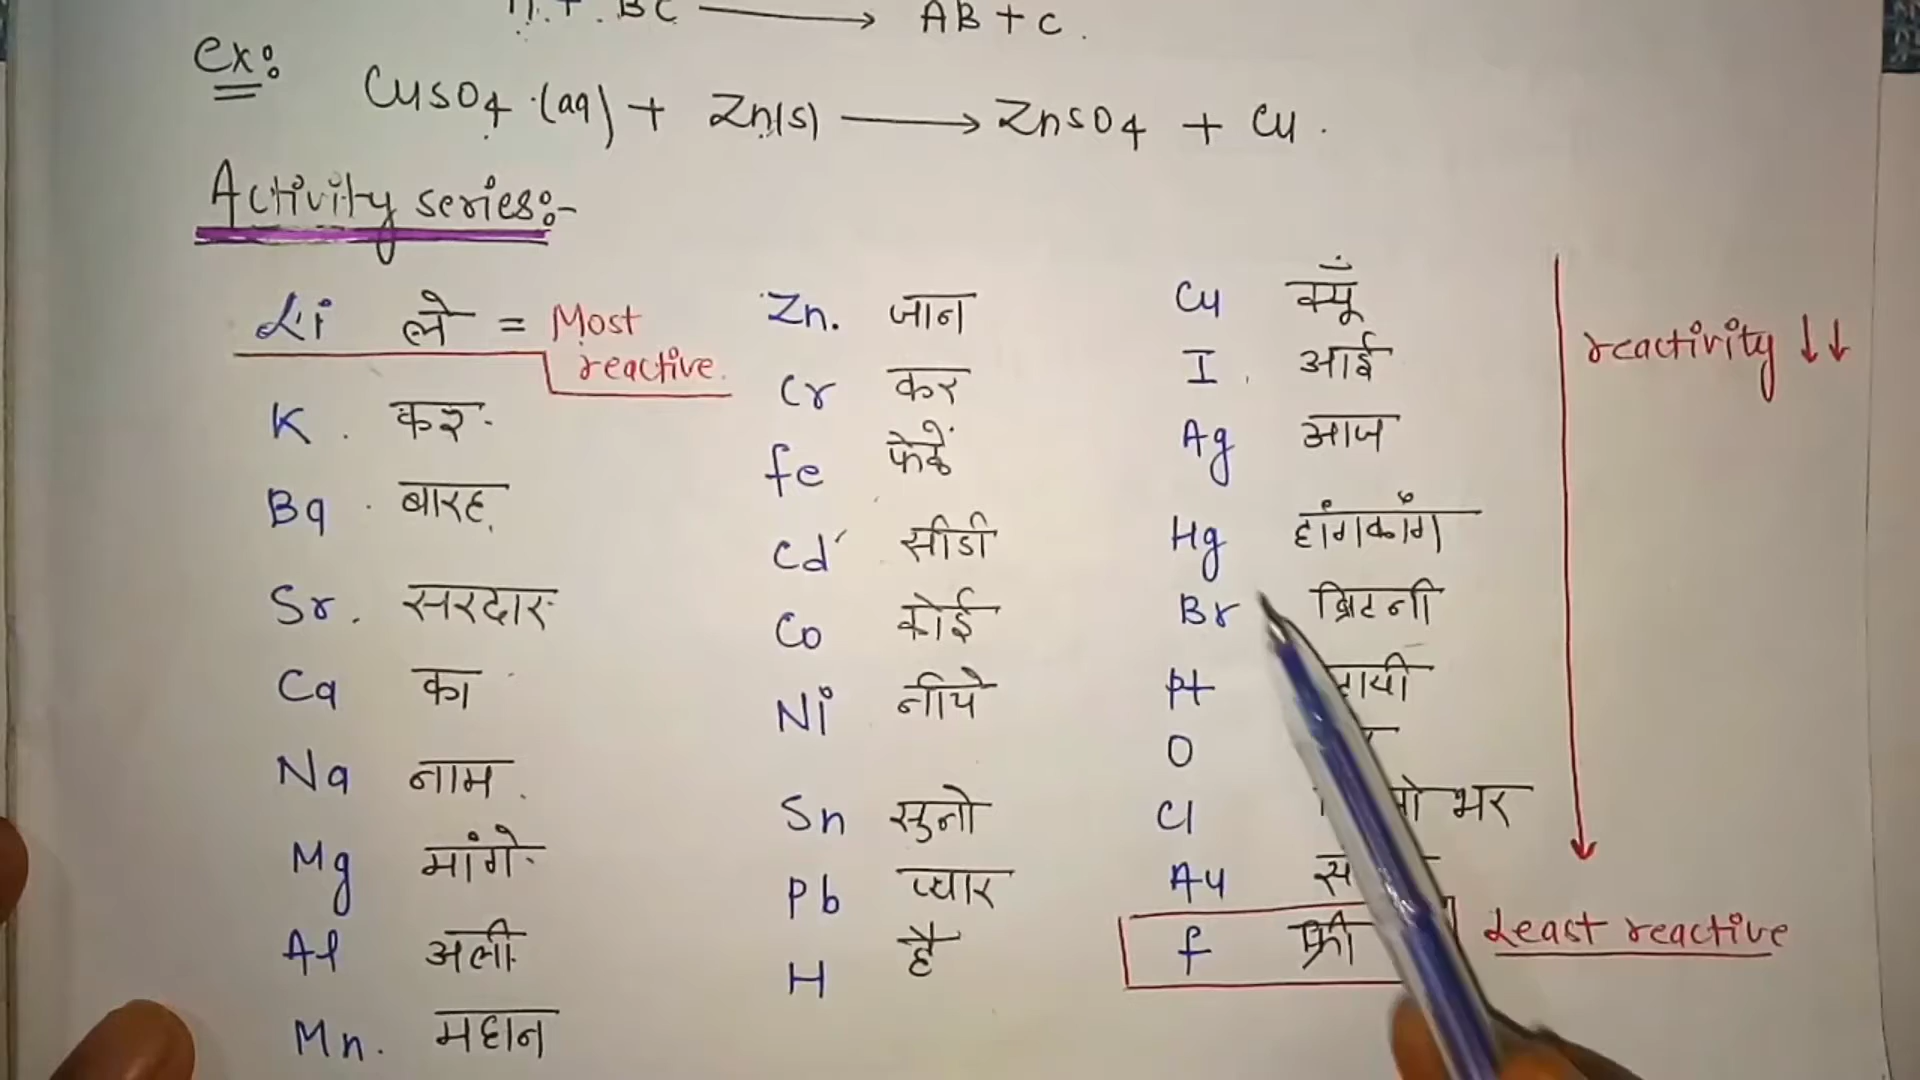 BC ⟶ AB + C.
ex:
CuSO4 (aq) + Zn(s) ⟶ ZnSO4 + Cu.
Activity series:-
Li ले = Most reactive.
K. कर
Ba बारह
Sr. सरदार
Ca का
Na नाम
Mg मांगे
Al अली
Mn. महान
Zn. जान
Cr कर
fe फेकें
Cd सीडी
Co कोई
Ni नीचे
Sn सुनो
Pb प्यार
H है
Cu क्यूँ
I आई
Ag आज
Hg हांगकांग
Br ब्रिटनी
Pt
O
Cl भर
Au
f फ्री
reactivity ↓↓
Least reactive